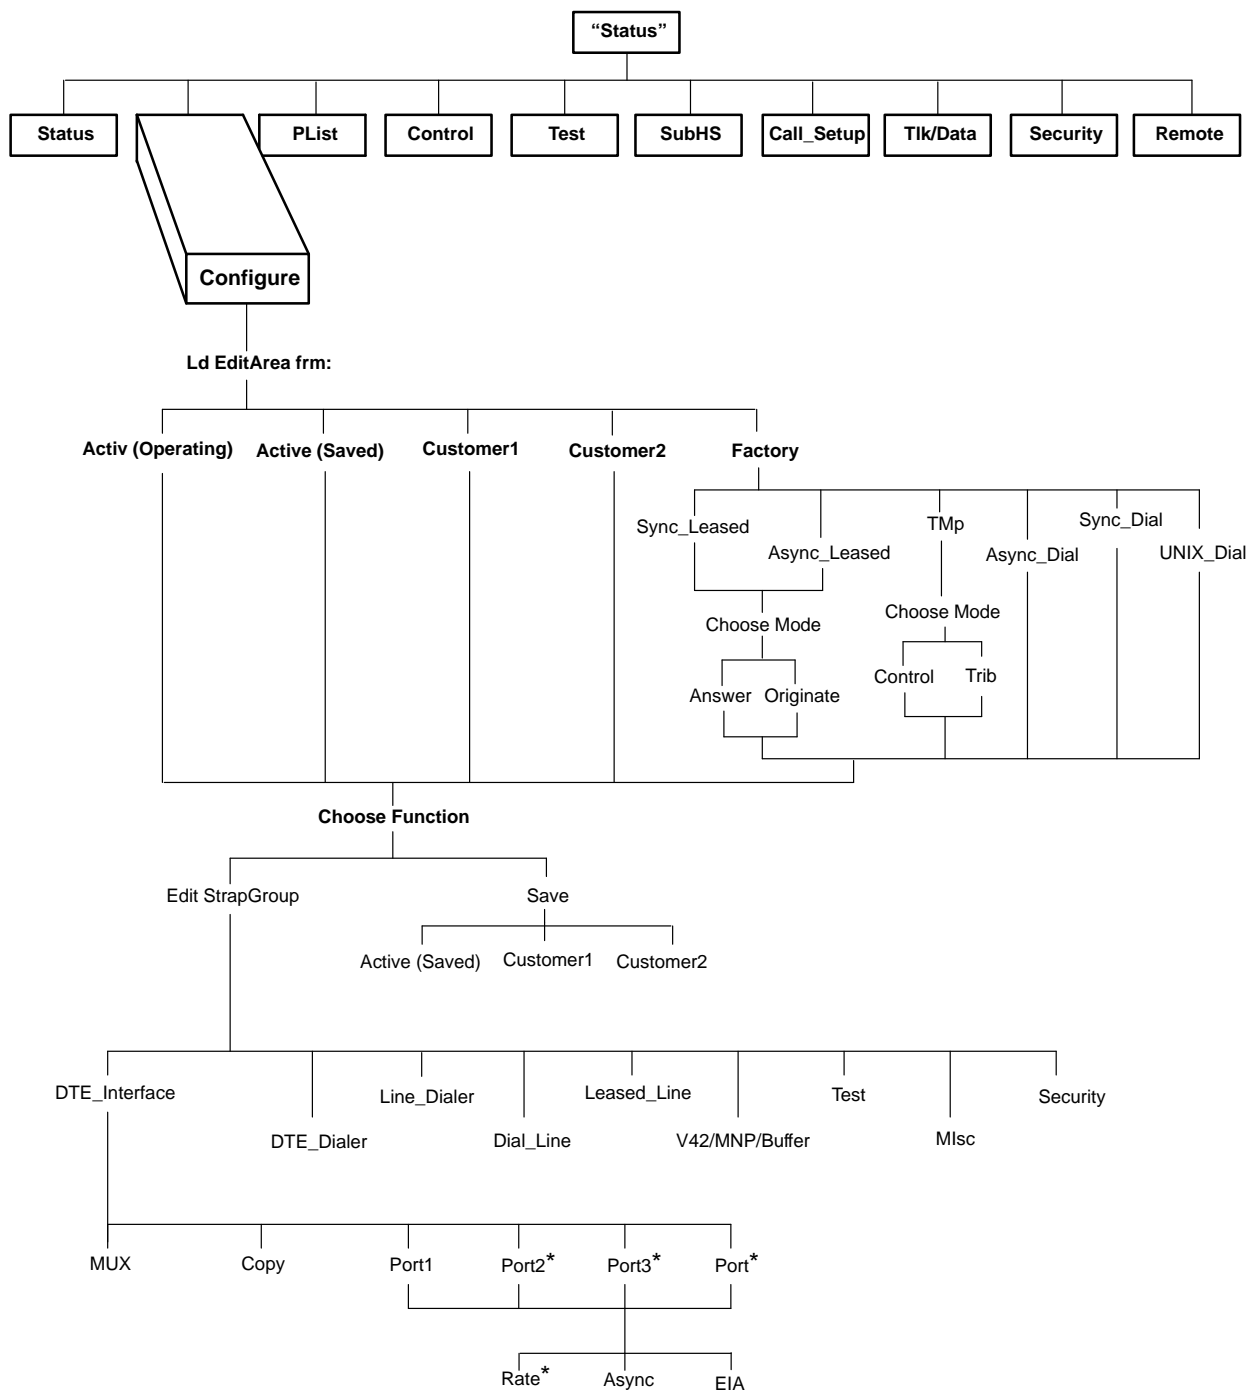 “Status”
Status
PList
Control
Test
SubHS
Call_Setup
Tlk/Data
Security
Remote
Configure
Ld EditArea frm:
Activ (Operating)
Active (Saved)
Customer1
Customer2
Factory
Sync_Leased
Async_Leased
TMp
Async_Dial
Sync_Dial
UNIX_Dial
Choose Mode
Choose Mode
Answer
Originate
Control
Trib
Choose Function
Edit StrapGroup
Save
Active (Saved)
Customer1
Customer2
DTE_Interface
DTE_Dialer
Line_Dialer
Dial_Line
Leased_Line
V42/MNP/Buffer
Test
MIsc
Security
MUX
Copy
Port1
Port2*
Port3*
Port*
Rate*
Async
EIA